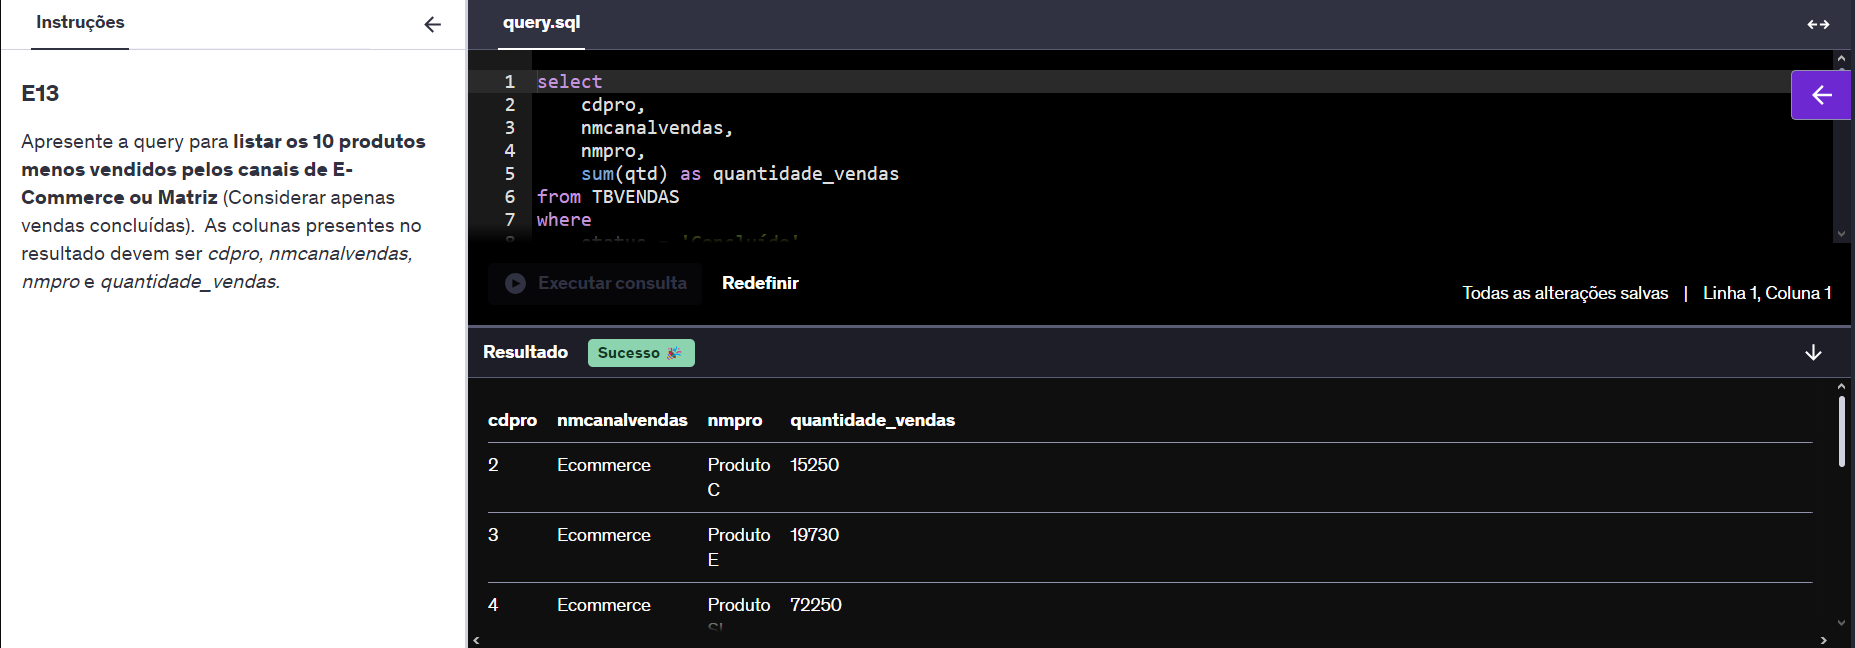 Instruções
E13
Apresente a query para listar os 10 produtos
menos vendidos pelos canais de E-
Commerce ou Matriz (Considerar apenas
vendas concluídas).  As colunas presentes no
resultado devem ser cdpro, nmcanalvendas,
nmpro e quantidade_vendas.
query.sql
1 select
2 cdpro,
3 nmcanalvendas,
4 nmpro,
5 sum(qtd) as quantidade_vendas
6 from TBVENDAS
7 where
8 status = 'Concluído'
Executar consulta
Redefinir
Todas as alterações salvas | Linha 1, Coluna 1
Resultado Sucesso 🎉
cdpro nmcanalvendas nmpro quantidade_vendas
2 Ecommerce Produto 15250
C
3 Ecommerce Produto 19730
E
4 Ecommerce Produto 72250